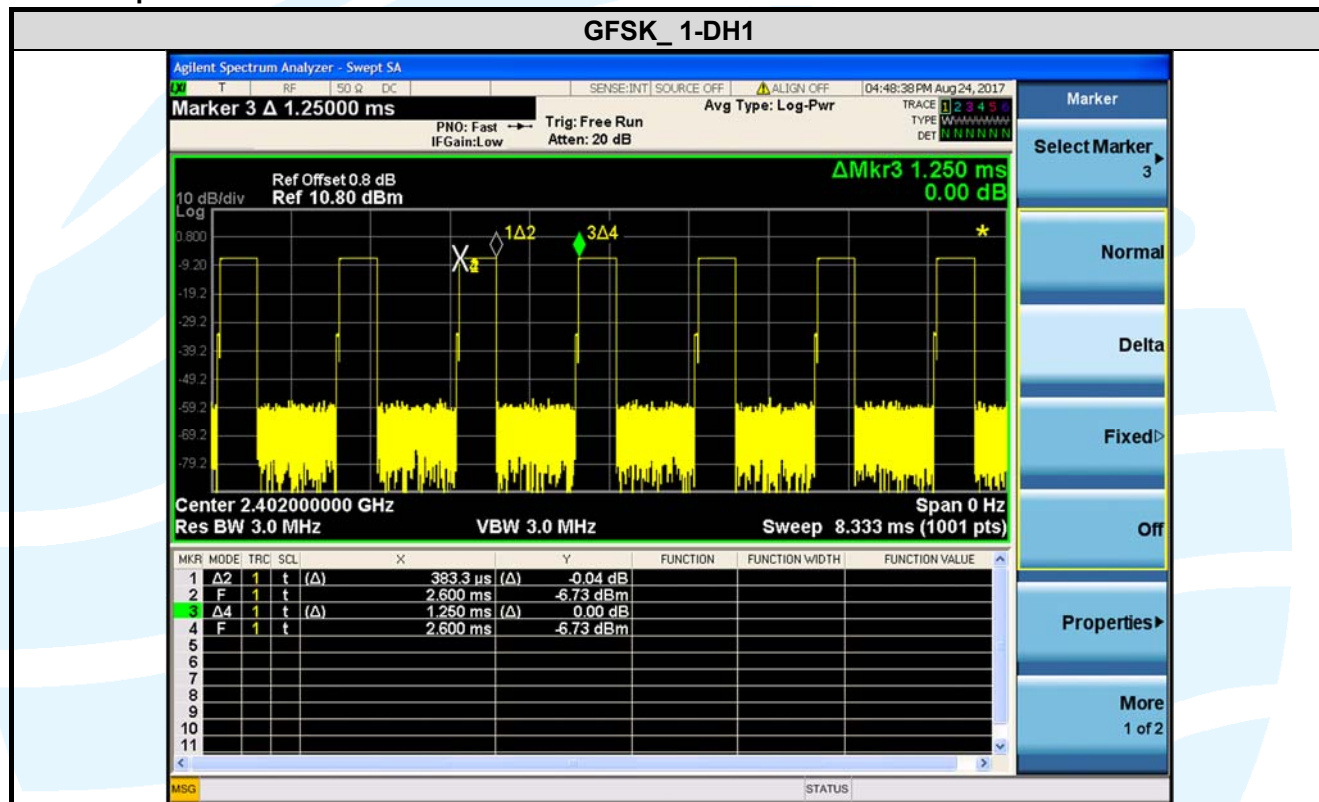 GFSK_ 1-DH1
Agilent Spectrum Analyzer - Swept SA
LXI T RF 50 Ω DC SENSE:INT SOURCE OFF ALIGN OFF 04:48:38 PM Aug 24, 2017
Marker 3 Δ 1.25000 ms
PNO: Fast
IFGain:Low
Trig: Free Run
Atten: 20 dB
Avg Type: Log-Pwr
TRACE 1 2 3 4 5 6
TYPE W
DET N N N N N N
ΔMkr3 1.250 ms
0.00 dB
Ref Offset 0.8 dB
10 dB/div Ref 10.80 dBm
Log
0.800
-9.20
-19.2
-29.2
-39.2
-49.2
-59.2
-69.2
-79.2
1Δ2
3Δ4
*
Center 2.402000000 GHz Span 0 Hz
Res BW 3.0 MHz VBW 3.0 MHz Sweep 8.333 ms (1001 pts)
MKR MODE TRC SCL X Y FUNCTION FUNCTION WIDTH FUNCTION VALUE
1 Δ2 1 t (Δ) 383.3 μs (Δ) -0.04 dB
2 F 1 t 2.600 ms -6.73 dBm
3 Δ4 1 t (Δ) 1.250 ms (Δ) 0.00 dB
4 F 1 t 2.600 ms -6.73 dBm
5
6
7
8
9
10
11
MSG STATUS
Marker
Select Marker
3
Normal
Delta
Fixed
Off
Properties
More
1 of 2